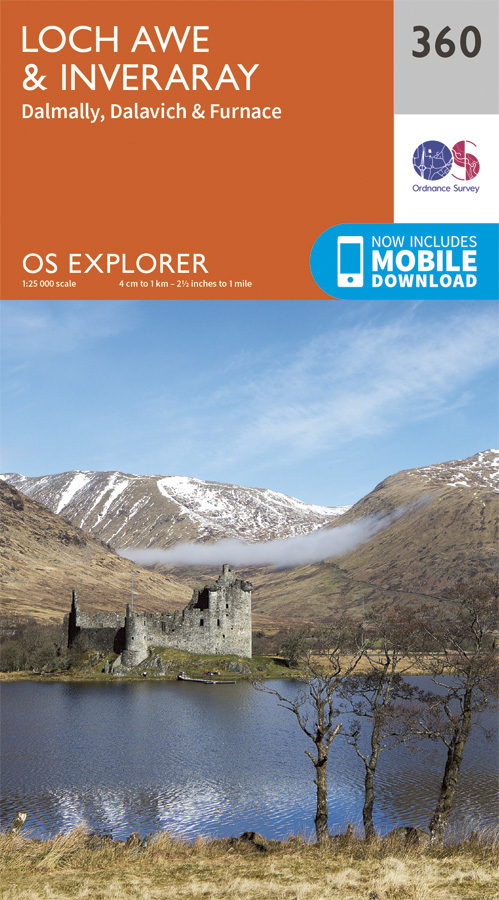 LOCH AWE
& INVERARAY
Dalmally, Dalavich & Furnace
360
OS
Ordnance Survey
NOW INCLUDES
MOBILE
DOWNLOAD
OS EXPLORER
1:25 000 scale 4 cm to 1 km – 2½ inches to 1 mile